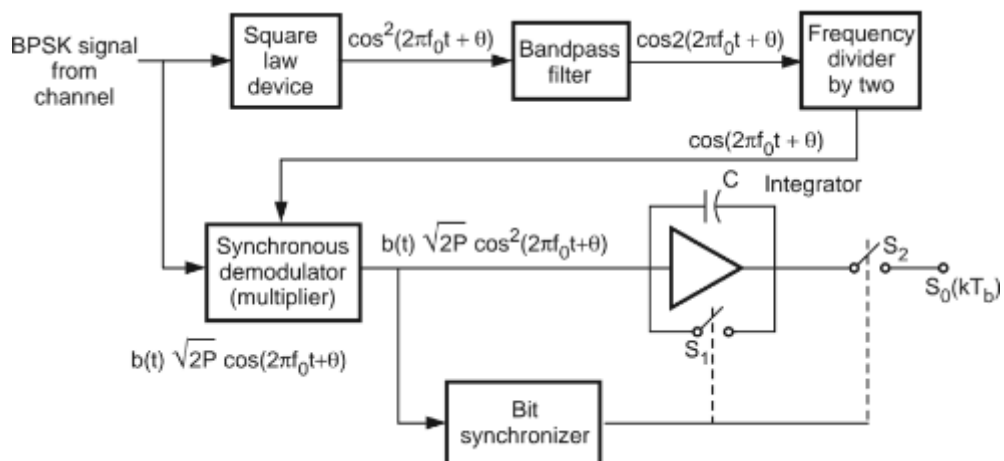 BPSK signal
from
channel
Square
law
device
cos²(2πf₀t + θ)
Bandpass
filter
cos2(2πf₀t + θ)
Frequency
divider
by two
cos(2πf₀t + θ)
C
Integrator
Synchronous
demodulator
(multiplier)
b(t) √2P cos²(2πf₀t+θ)
S₂
S₀(kT_b)
S₁
b(t) √2P cos(2πf₀t+θ)
Bit
synchronizer